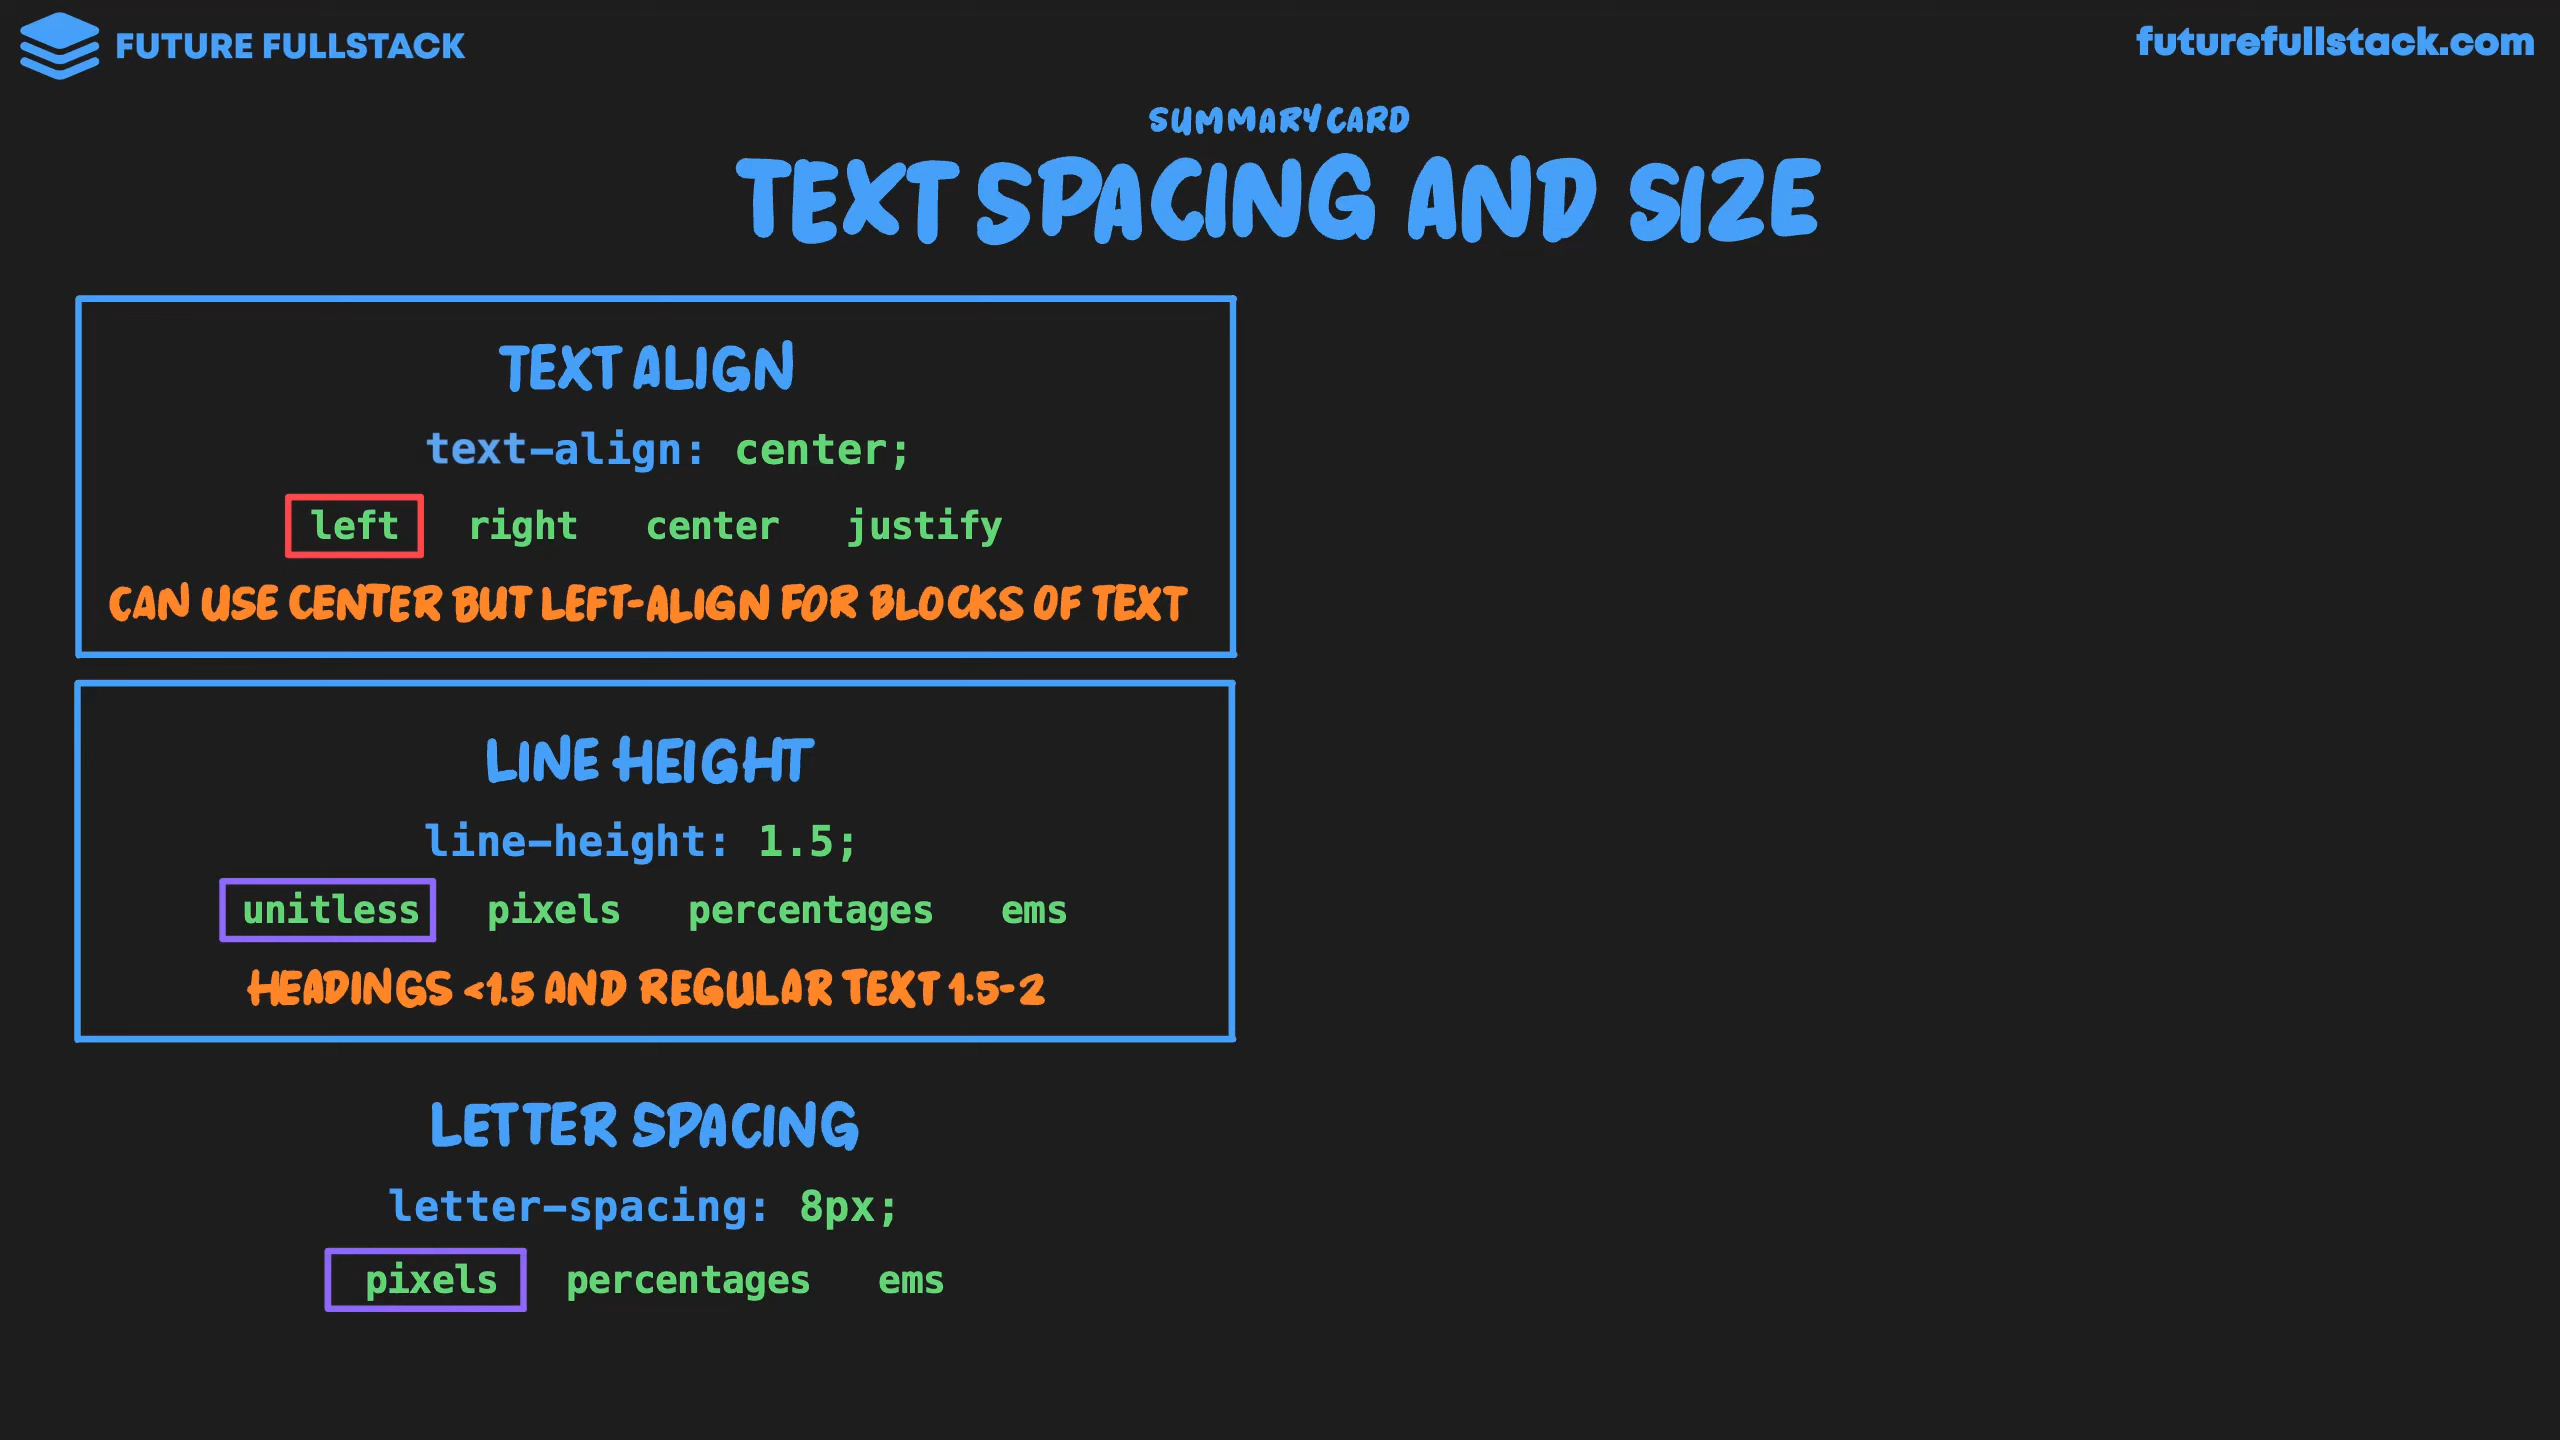 FUTURE FULLSTACK
futurefullstack.com
SUMMARY CARD
TEXT SPACING AND SIZE
TEXT ALIGN
text-align: center;
left right center justify
CAN USE CENTER BUT LEFT-ALIGN FOR BLOCKS OF TEXT
LINE HEIGHT
line-height: 1.5;
unitless pixels percentages ems
HEADINGS <1.5 AND REGULAR TEXT 1.5-2
LETTER SPACING
letter-spacing: 8px;
pixels percentages ems